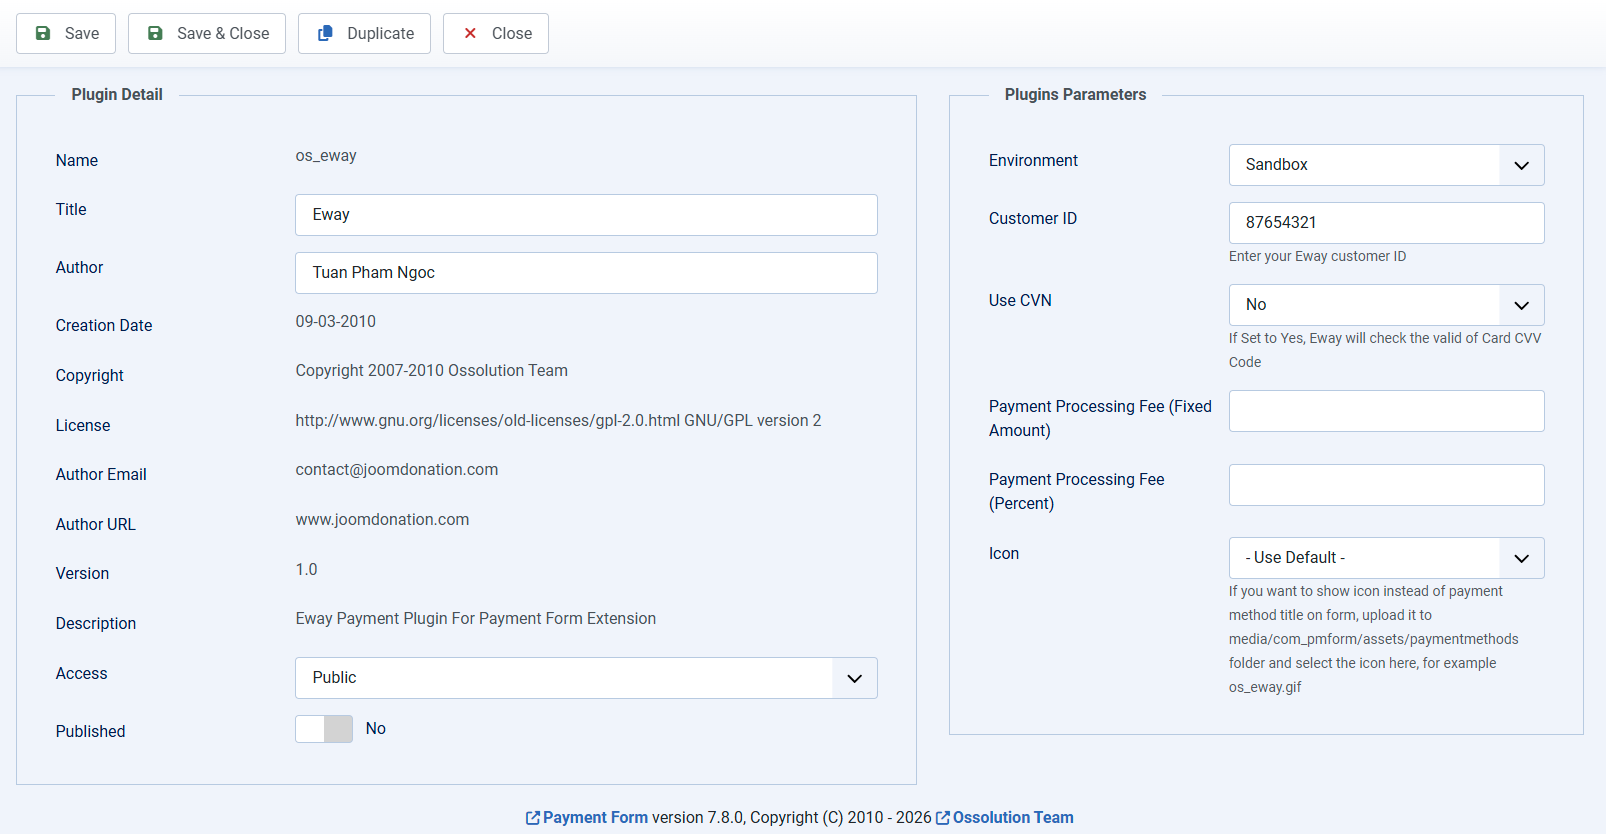 Save
Save & Close
Duplicate
Close
Plugin Detail
Name
os_eway
Title
Eway
Author
Tuan Pham Ngoc
Creation Date
09-03-2010
Copyright
Copyright 2007-2010 Ossolution Team
License
http://www.gnu.org/licenses/old-licenses/gpl-2.0.html GNU/GPL version 2
Author Email
contact@joomdonation.com
Author URL
www.joomdonation.com
Version
1.0
Description
Eway Payment Plugin For Payment Form Extension
Access
Public
Published
No
Plugins Parameters
Environment
Sandbox
Customer ID
87654321
Enter your Eway customer ID
Use CVN
No
If Set to Yes, Eway will check the valid of Card CVV
Code
Payment Processing Fee (Fixed
Amount)
Payment Processing Fee
(Percent)
Icon
- Use Default -
If you want to show icon instead of payment
method title on form, upload it to
media/com_pmform/assets/paymentmethods
folder and select the icon here, for example
os_eway.gif
Payment Form version 7.8.0, Copyright (C) 2010 - 2026 Ossolution Team